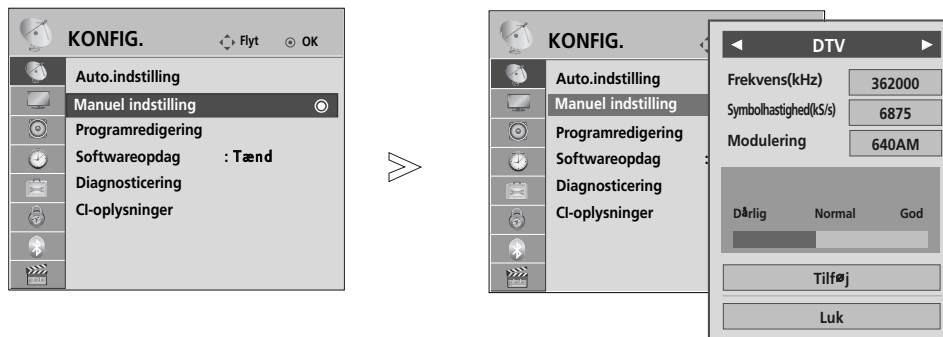 KONFIG. Flyt OK
Auto.indstilling
Manuel indstilling
Programredigering
Softwareopdag : Tænd
Diagnosticering
CI-oplysninger
KONFIG.
Auto.indstilling
Manuel indstilling
Programredigering
Softwareopdag :
Diagnosticering
CI-oplysninger
DTV
Frekvens(kHz) 362000
Symbolhastighed(kS/s) 6875
Modulering 640AM
Dårlig Normal God
Tilføj
Luk